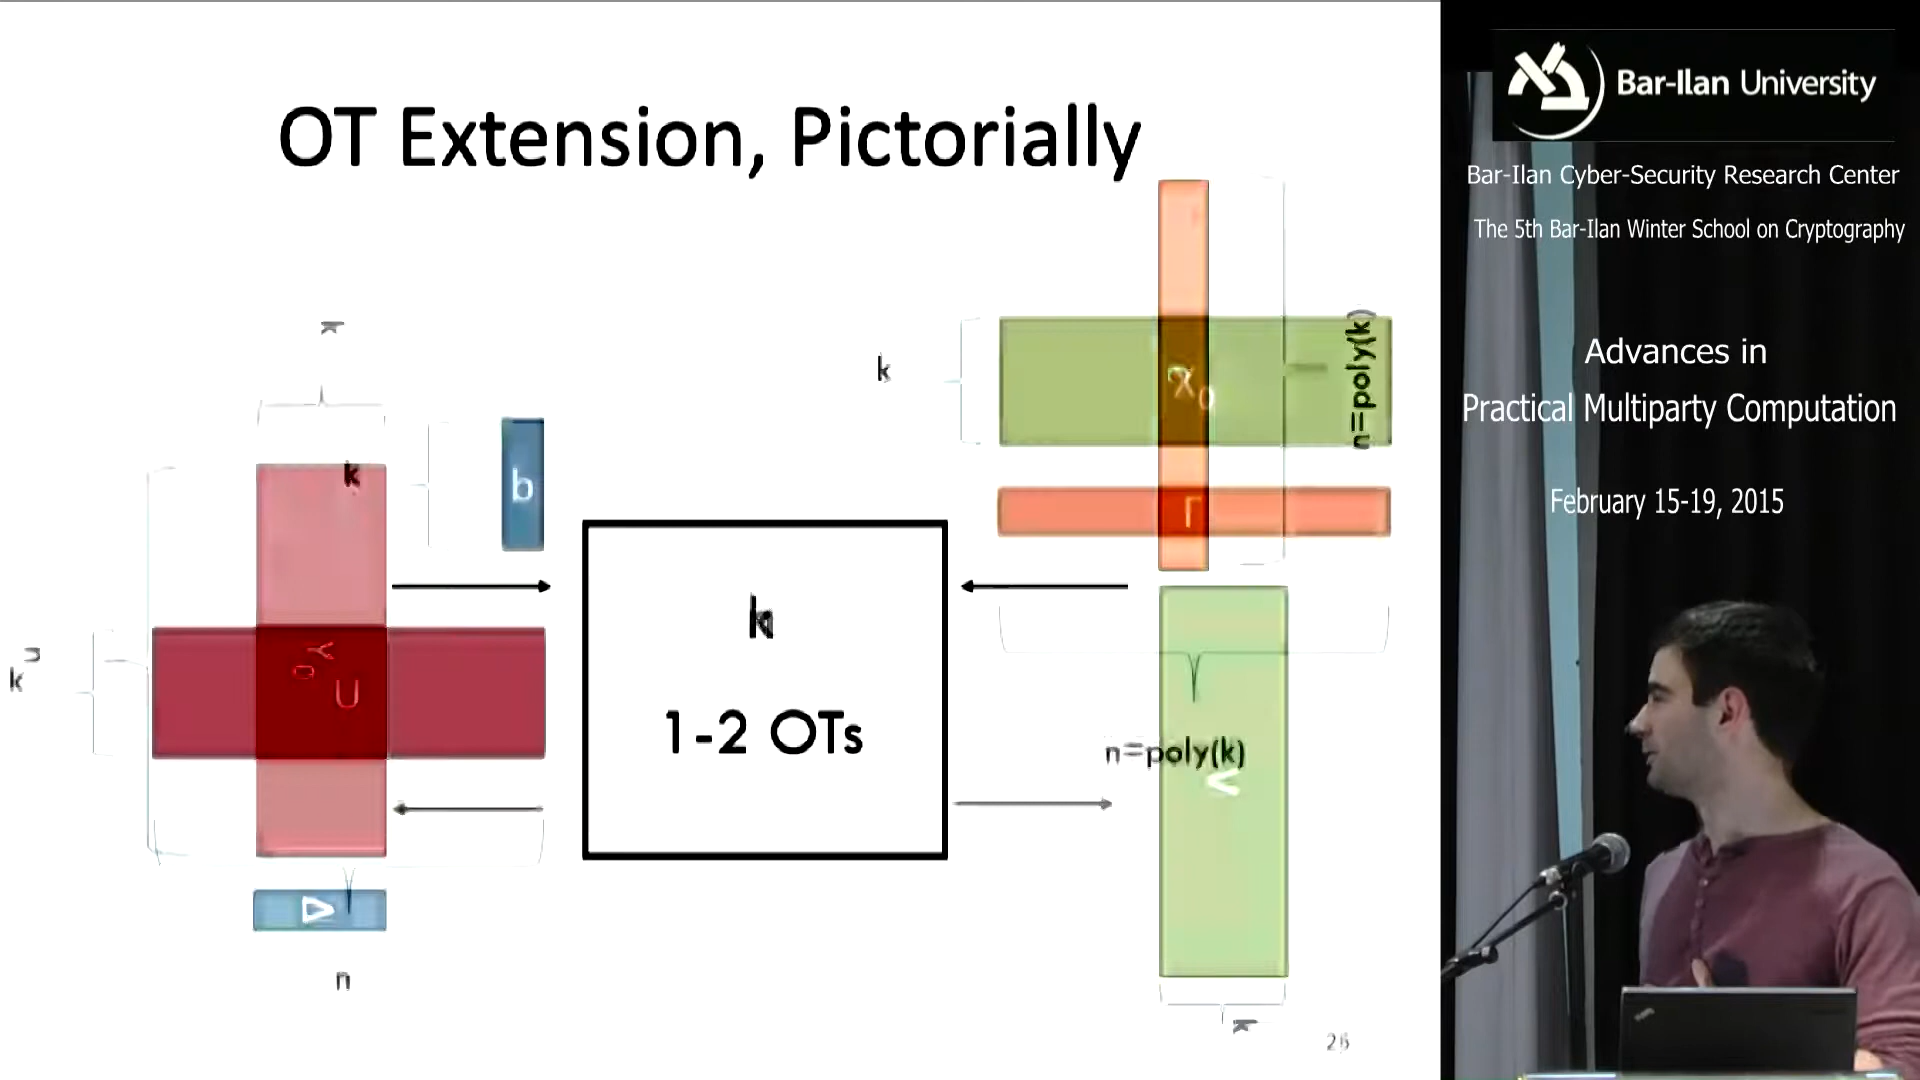 OT Extension, Pictorially
k
k
b
k
n=poly(k)
k
1-2 OTs
k
n
U
n=poly(k)
V
Δ
n
k
Bar-Ilan University
Bar-Ilan Cyber-Security Research Center
The 5th Bar-Ilan Winter School on Cryptography
Advances in
Practical Multiparty Computation
February 15-19, 2015